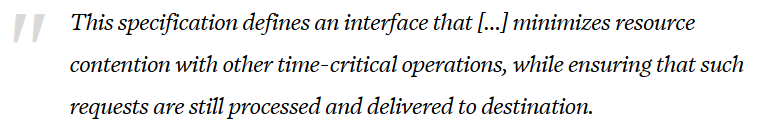 " This specification defines an interface that [...] minimizes resource
contention with other time-critical operations, while ensuring that such
requests are still processed and delivered to destination.